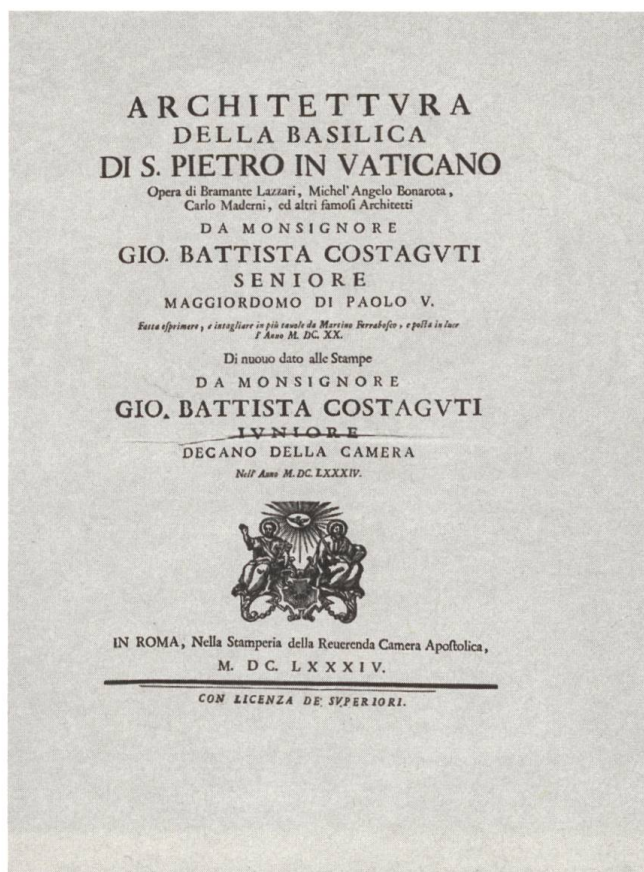 ARCHITETTVRA
DELLA BASILICA
DI S. PIETRO IN VATICANO
Opera di Bramante Lazzari, Michel' Angelo Bonarota,
Carlo Maderni, ed altri famoſi Architetti
DA MONSIGNORE
GIO. BATTISTA COSTAGVTI
SENIORE
MAGGIORDOMO DI PAOLO V.
Fatta eſprimere, e intagliare in più tauole da Martino Ferraboſco, e poſta in luce
l' Anno M. DC. XX.
Di nuouo dato alle Stampe
DA MONSIGNORE
GIO. BATTISTA COSTAGVTI
IVNIORE
DECANO DELLA CAMERA
Nell' Anno M. DC. LXXXIV.
IN ROMA, Nella Stamperia della Reuerenda Camera Apoſtolica,
M. DC. LXXXIV.
CON LICENZA DE' SVPERIORI.